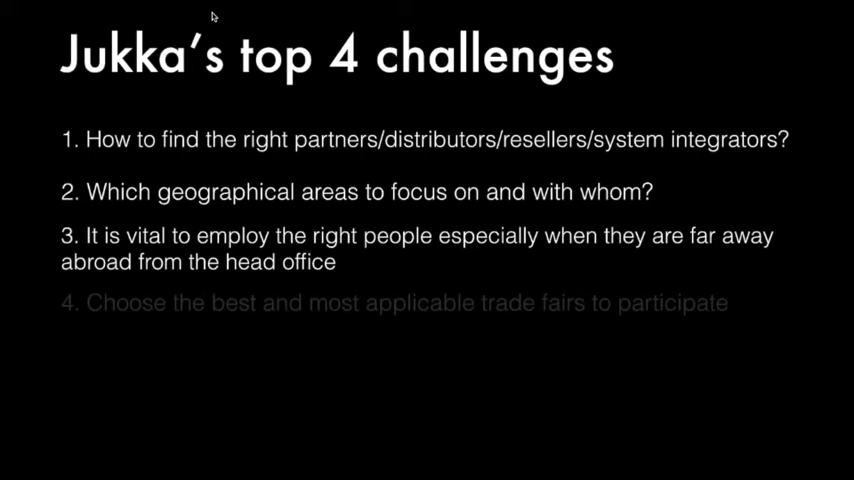 Jukka’s top 4 challenges
1. How to find the right partners/distributors/resellers/system integrators?
2. Which geographical areas to focus on and with whom?
3. It is vital to employ the right people especially when they are far away
abroad from the head office
4. Choose the best and most applicable trade fairs to participate